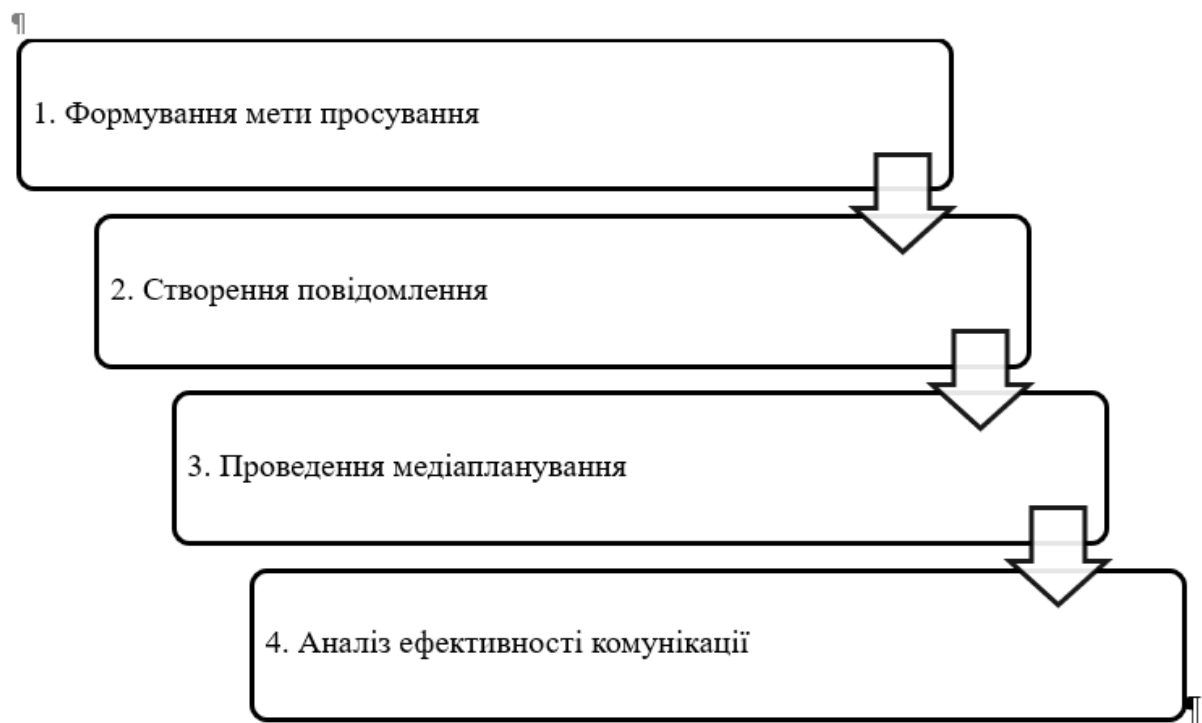 1. Формування мети просування
2. Створення повідомлення
3. Проведення медіапланування
4. Аналіз ефективності комунікації